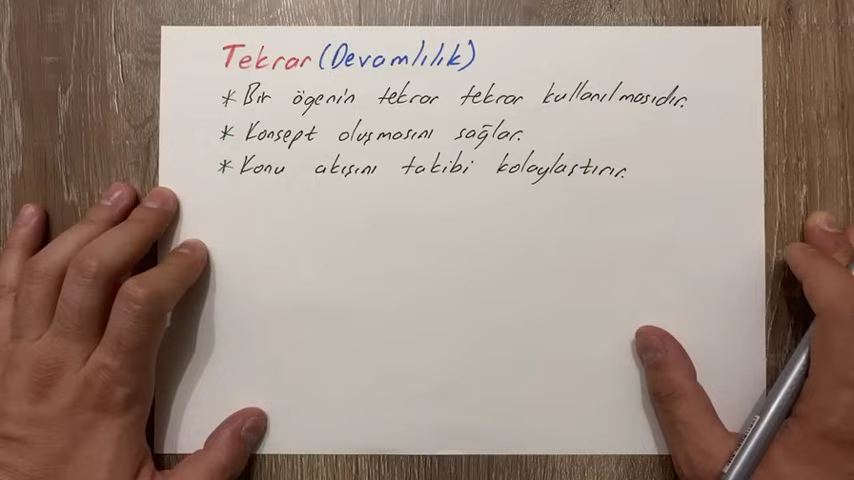 Tekrar (Devamlılık)
* Bir ögenin tekrar tekrar kullanılmasıdır.
* Konsept oluşmasını sağlar.
* Konu akışını takibi kolaylaştırır.